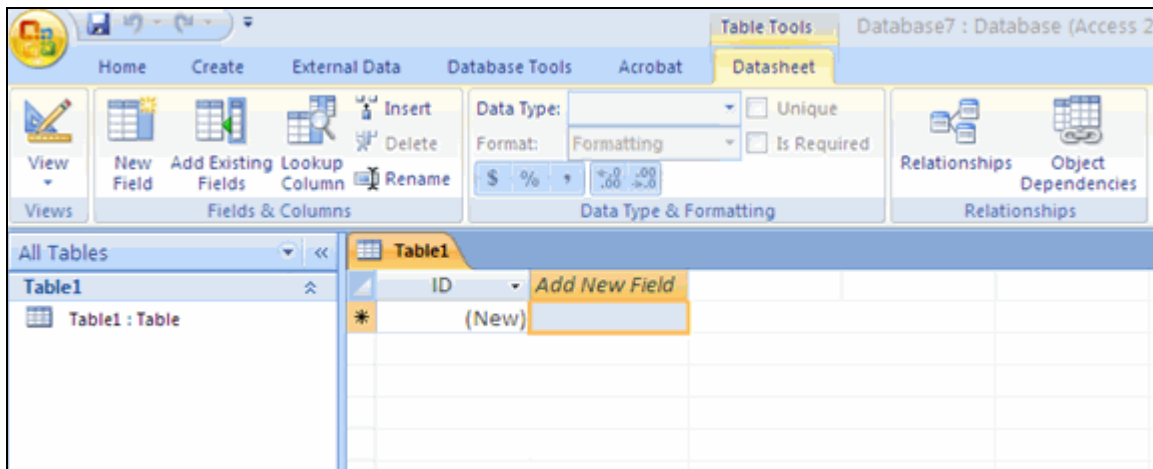 Table Tools Database7 : Database (Access 2
Home Create External Data Database Tools Acrobat Datasheet
View
New Field
Add Existing Fields
Lookup Column
Insert
Delete
Rename
Data Type:
Unique
Format: Formatting
Is Required
$ % ,
Relationships
Object Dependencies
Views Fields & Columns Data Type & Formatting Relationships
All Tables
Table1
Table1 : Table
Table1
ID Add New Field
(New)